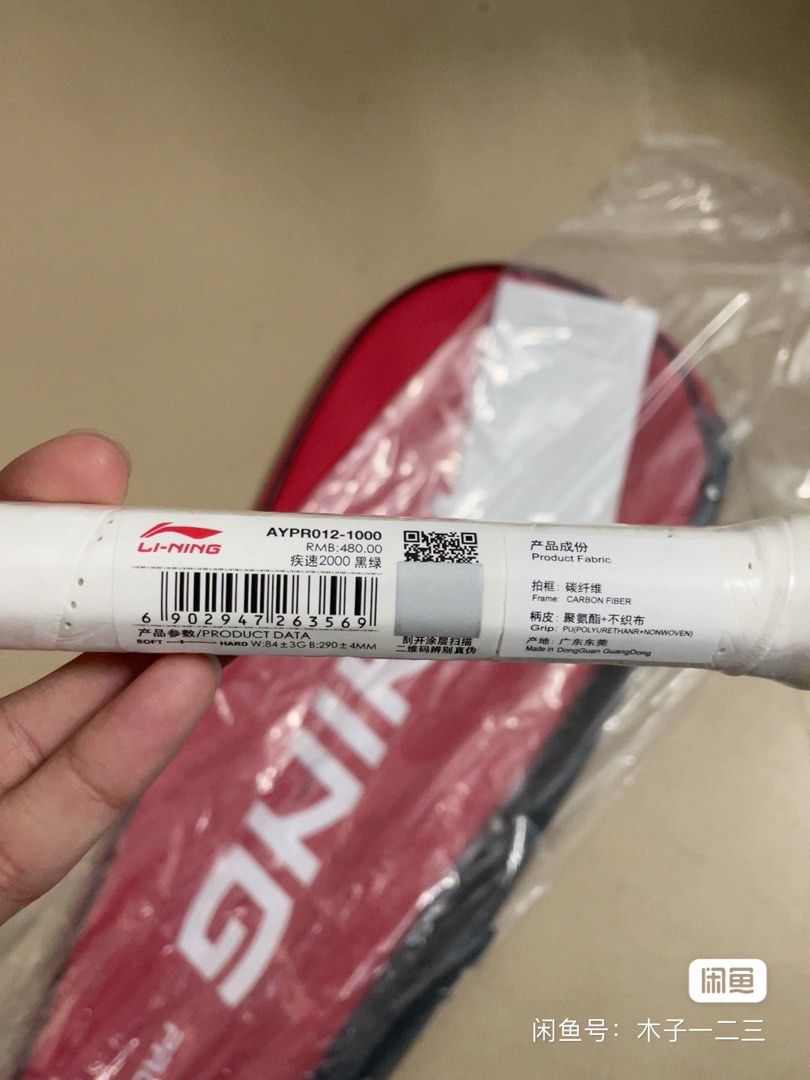 LI-NING
AYPR012-1000
RMB:480.00
疾速2000 黑绿
6 902947 263569
产品参数/PRODUCT DATA
SOFT HARD W:84±3G B:290±4MM
刮开涂层扫描
二维码辨别真伪
产品成份
Product Fabric
拍框: 碳纤维
Frame: CARBON FIBER
柄皮: 聚氨酯+不织布
Grip: PU(POLYURETHANR+NONWOVEN)
产地: 广东东莞
Made in DongGuan GuangDong
NING
闲鱼
闲鱼号：木子一二三